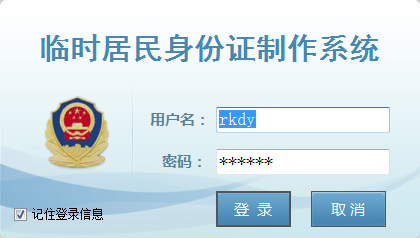 临时居民身份证制作系统
用户名：rkdy
密码：******
记住登录信息
登 录 取 消